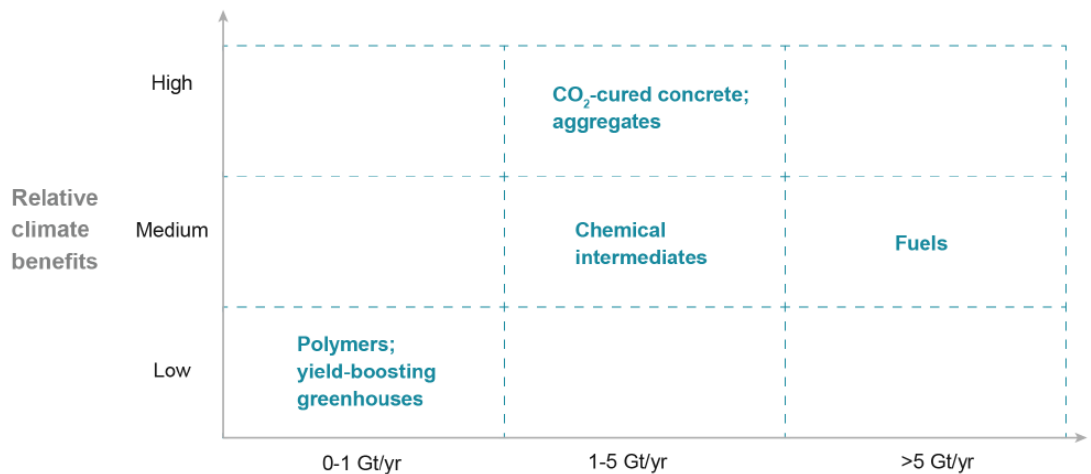 High
CO₂-cured concrete;
aggregates
Relative
climate
benefits
Medium
Chemical
intermediates
Fuels
Low
Polymers;
yield-boosting
greenhouses
0-1 Gt/yr
1-5 Gt/yr
>5 Gt/yr